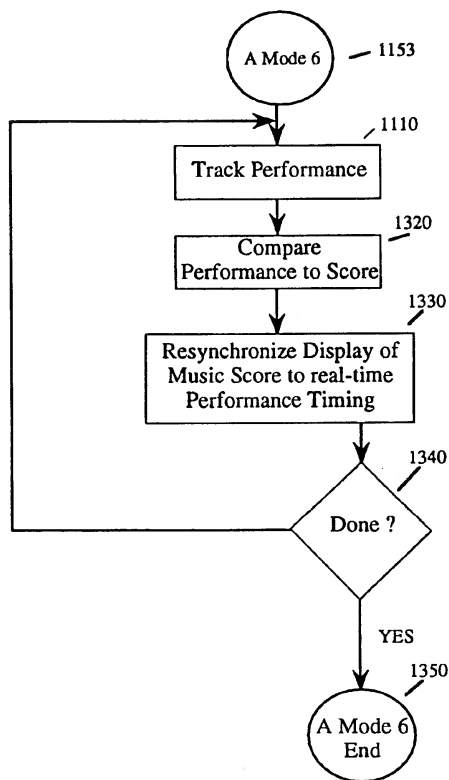 A Mode 6
1153
1110
Track Performance
1320
Compare
Performance to Score
1330
Resynchronize Display of
Music Score to real-time
Performance Timing
1340
Done ?
YES
1350
A Mode 6
End